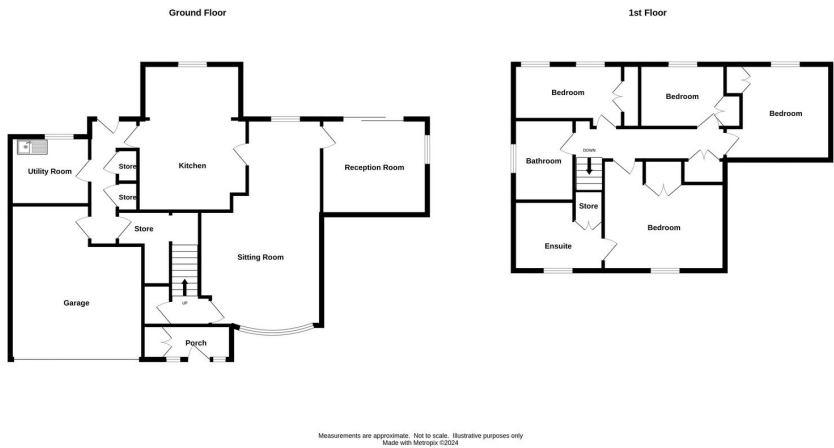 Ground Floor
1st Floor
Utility Room
Store
Store
Kitchen
Reception Room
Store
Sitting Room
Garage
UP
Porch
Bedroom
Bedroom
Bedroom
Bathroom
DOWN
Store
Bedroom
Ensuite
Measurements are approximate. Not to scale. Illustrative purposes only
Made with Metropix ©2024